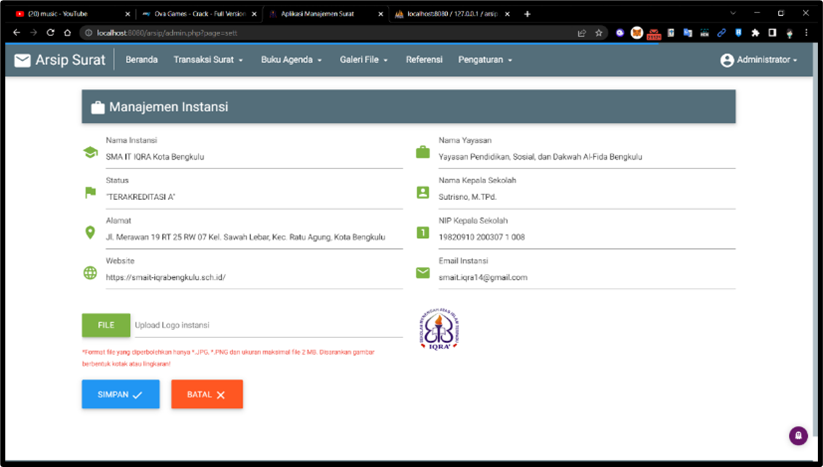 (20) music - YouTube
Ova Games - Crack - Full Version
Aplikasi Manajemen Surat
localhost:8080 / 127.0.0.1 / arsip
localhost:8080/arsip/admin.php?page=sett
Arsip Surat
Beranda
Transaksi Surat
Buku Agenda
Galeri File
Referensi
Pengaturan
Administrator
Manajemen Instansi
Nama Instansi
SMA IT IQRA Kota Bengkulu
Nama Yayasan
Yayasan Pendidikan, Sosial, dan Dakwah Al-Fida Bengkulu
Status
"TERAKREDITASI A"
Nama Kepala Sekolah
Sutrisno, M.TPd.
Alamat
Jl. Merawan 19 RT 25 RW 07 Kel. Sawah Lebar, Kec. Ratu Agung, Kota Bengkulu
NIP Kepala Sekolah
19820910 200307 1 008
Website
https://smait-iqrabengkulu.sch.id/
Email Instansi
smait.iqra14@gmail.com
FILE
Upload Logo instansi
IQRA'
*Format file yang diperbolehkan hanya *.JPG, *.PNG dan ukuran maksimal file 2 MB. Disarankan gambar
berbentuk kotak atau lingkaran!
SIMPAN
BATAL